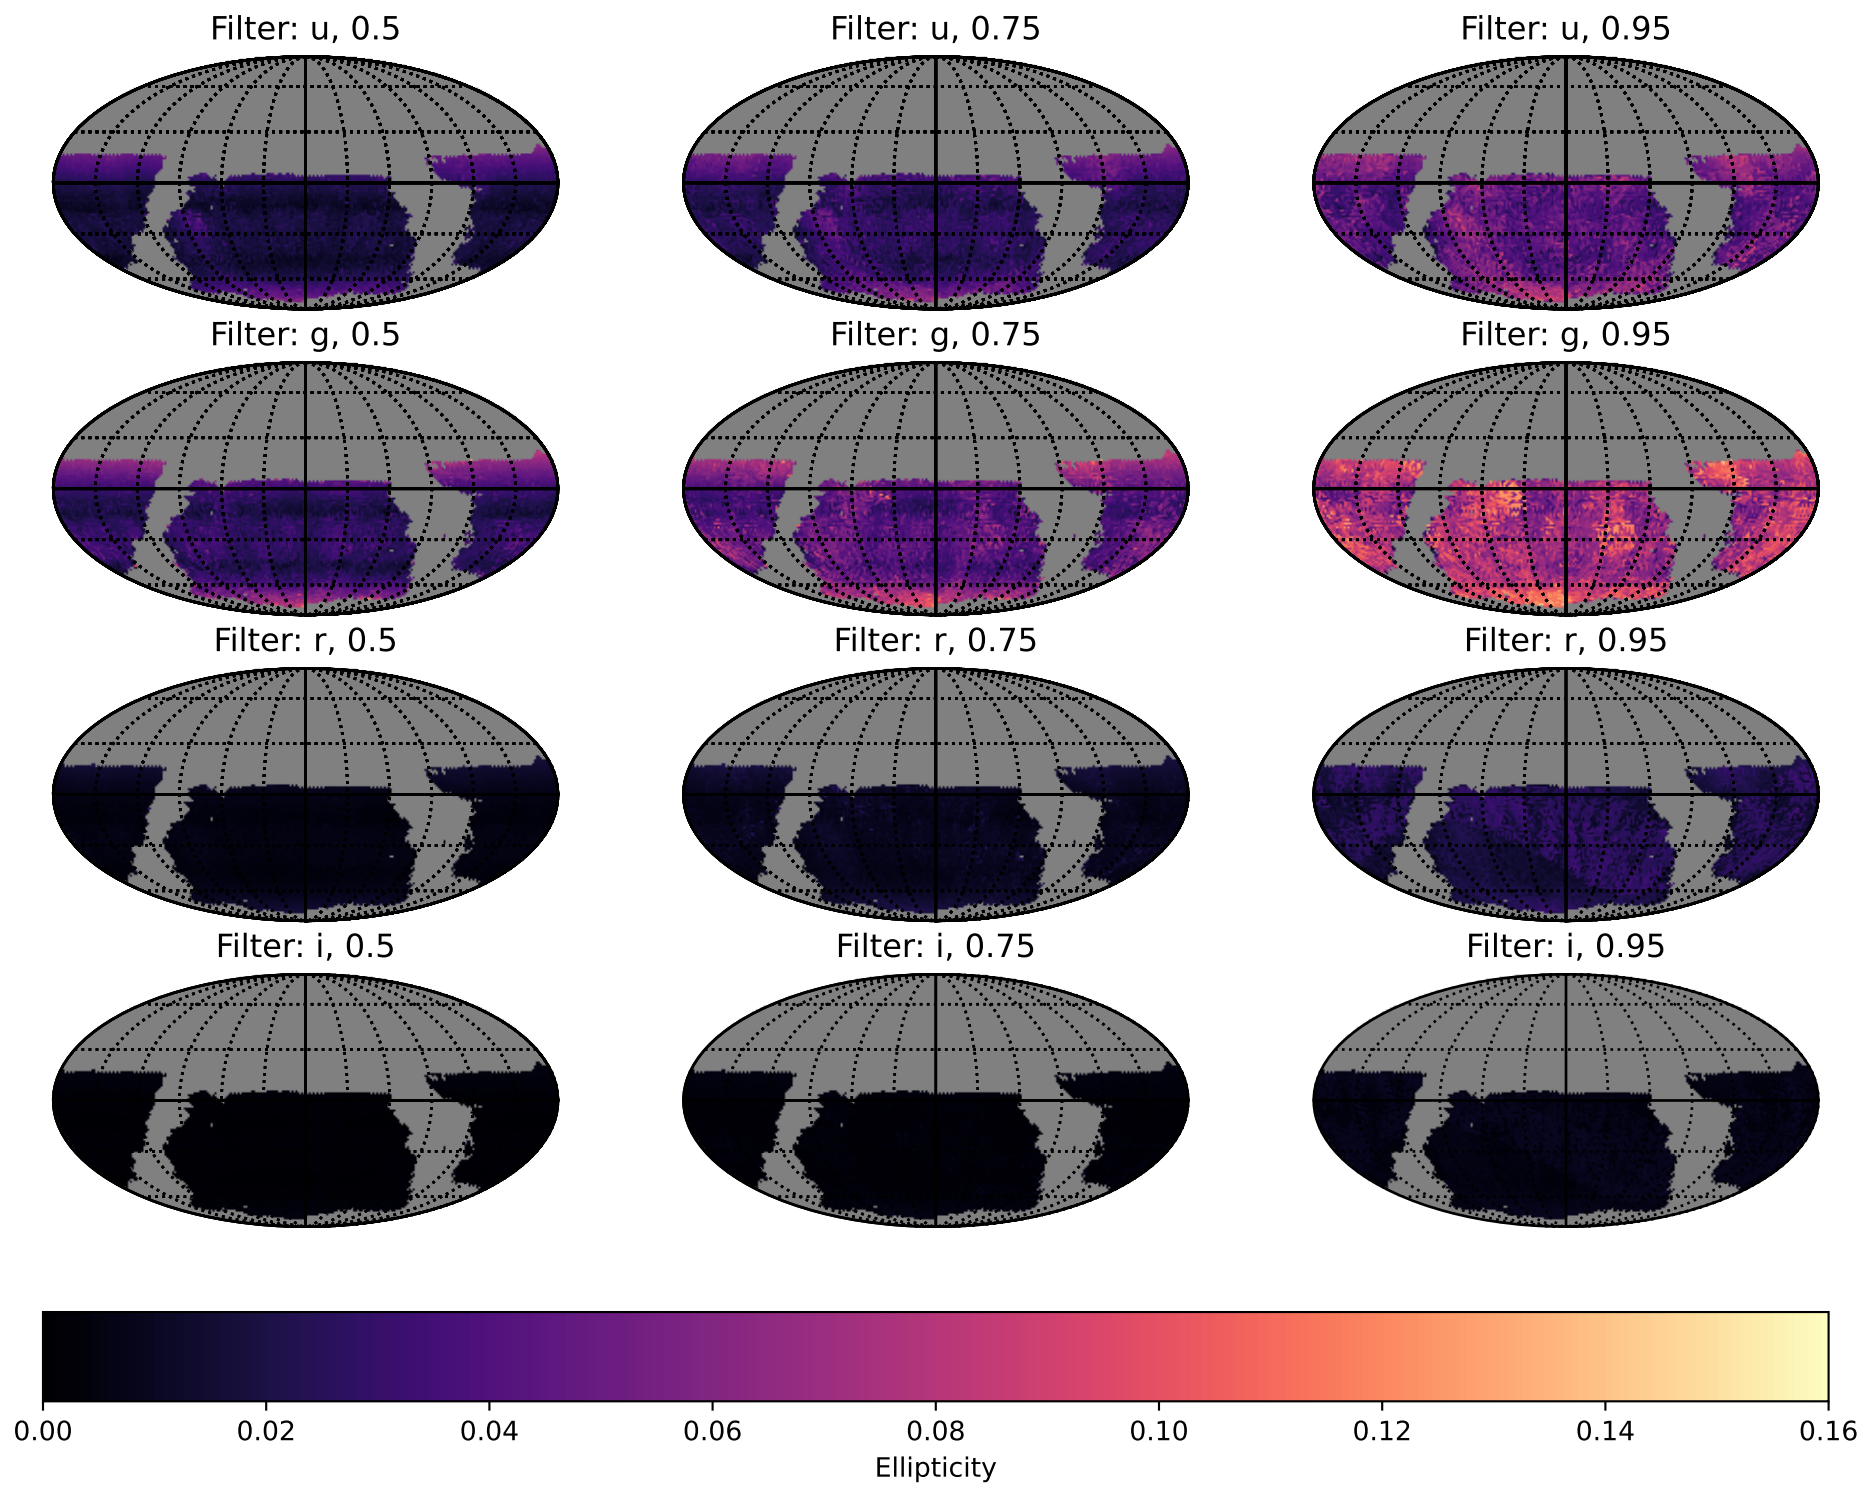 Filter: u, 0.5
Filter: u, 0.75
Filter: u, 0.95
Filter: g, 0.5
Filter: g, 0.75
Filter: g, 0.95
Filter: r, 0.5
Filter: r, 0.75
Filter: r, 0.95
Filter: i, 0.5
Filter: i, 0.75
Filter: i, 0.95
0.00 0.02 0.04 0.06 0.08 0.10 0.12 0.14 0.16
Ellipticity